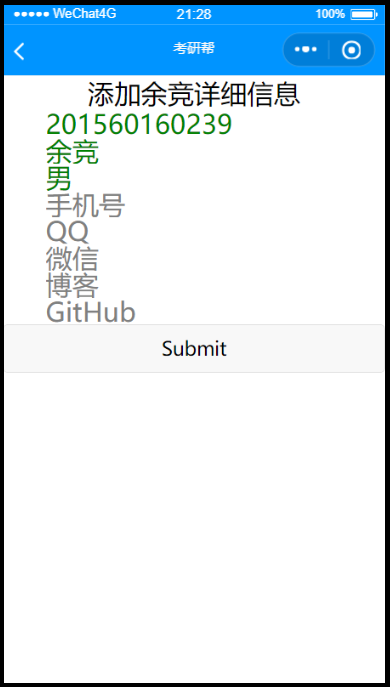 WeChat4G 21:28 100%
考研帮
添加余竞详细信息
201560160239
余竞
男
手机号
QQ
微信
博客
GitHub
Submit